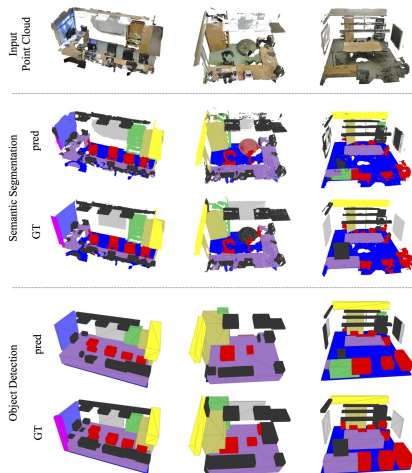 Input
Point Cloud
Semantic Segmentation
pred
GT
Object Detection
pred
GT